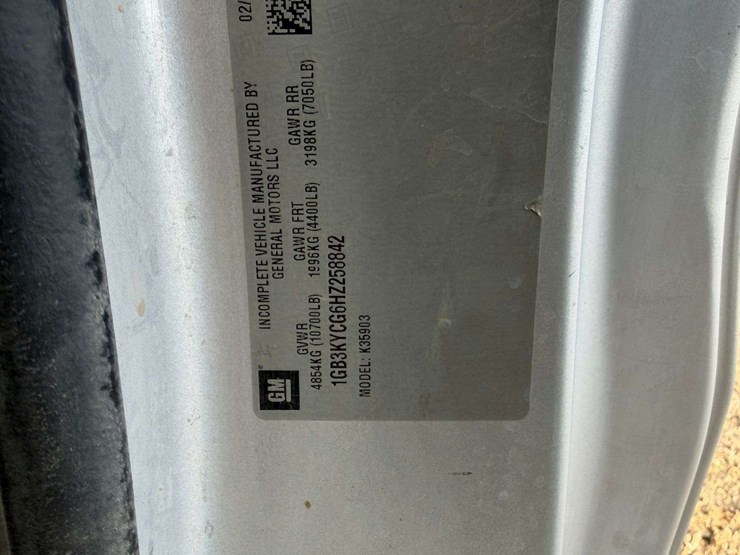 02/
INCOMPLETE VEHICLE MANUFACTURED BY
GENERAL MOTORS LLC
GM
GVWR GAWR FRT GAWR RR
4854KG (10700LB) 1996KG (4400LB) 3198KG (7050LB)
1GB3KYCG6HZ258842
MODEL: K35903